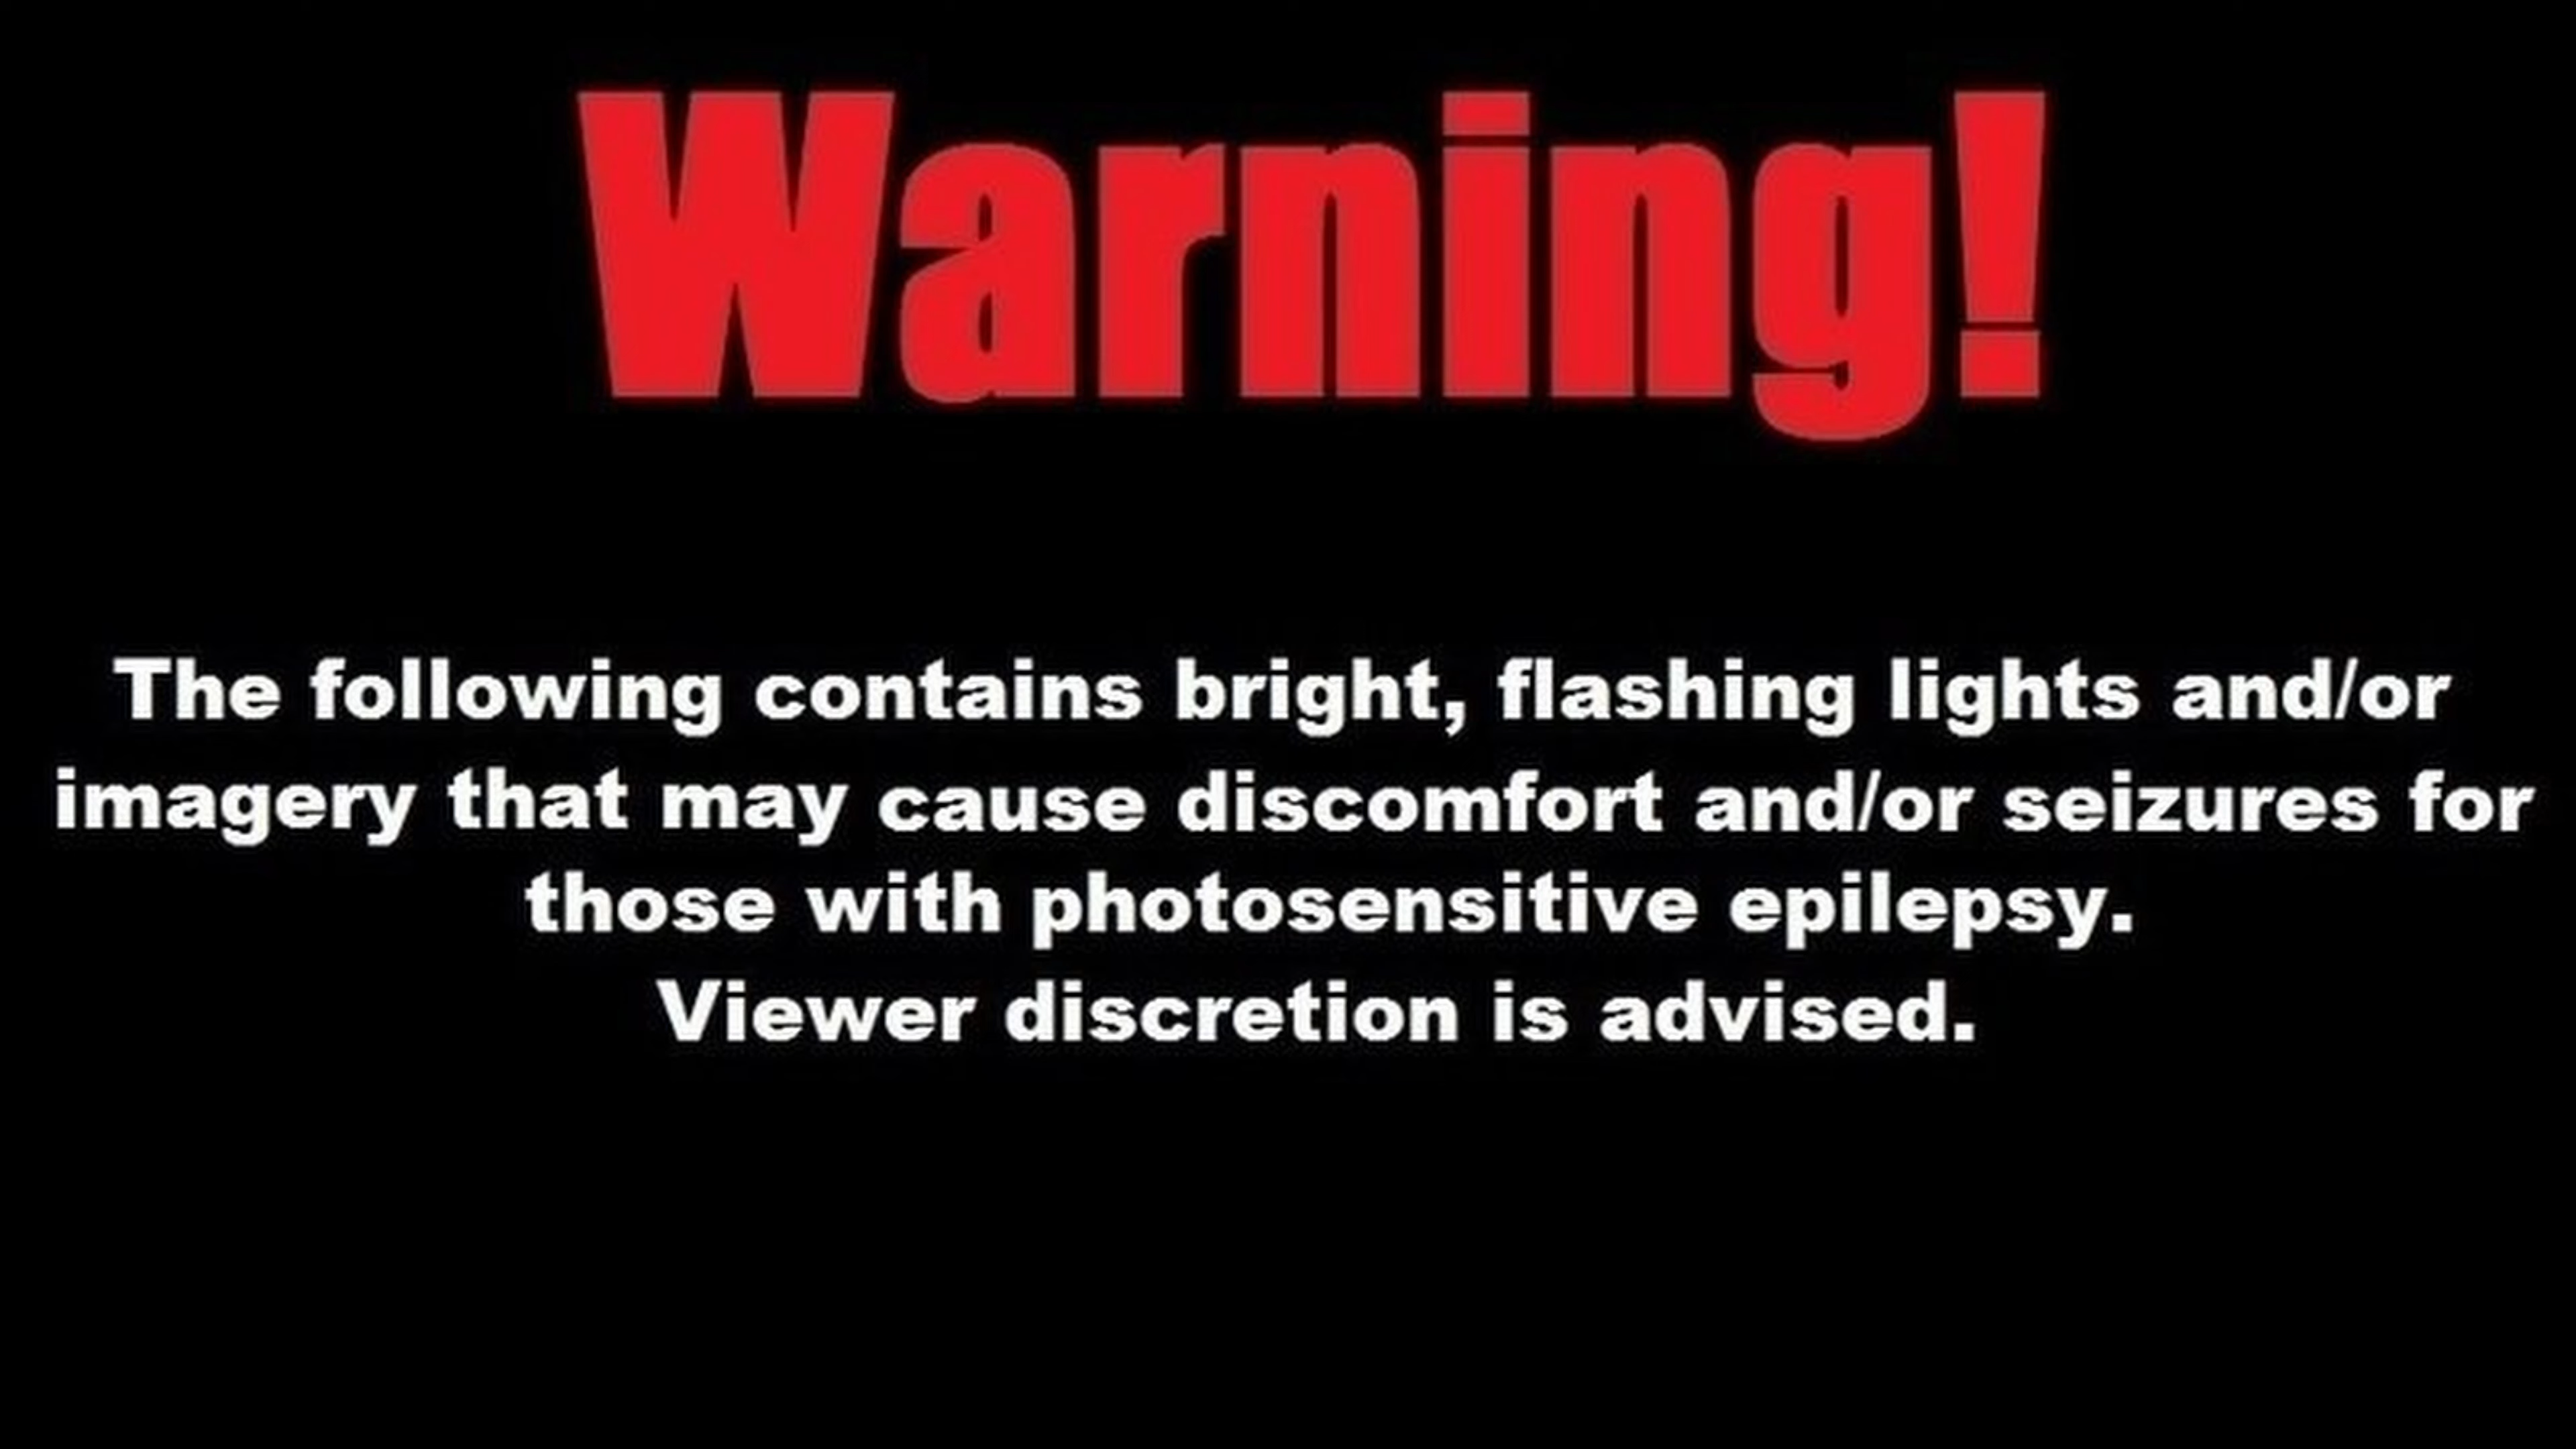 Warning!
The following contains bright, flashing lights and/or
imagery that may cause discomfort and/or seizures for
those with photosensitive epilepsy.
Viewer discretion is advised.